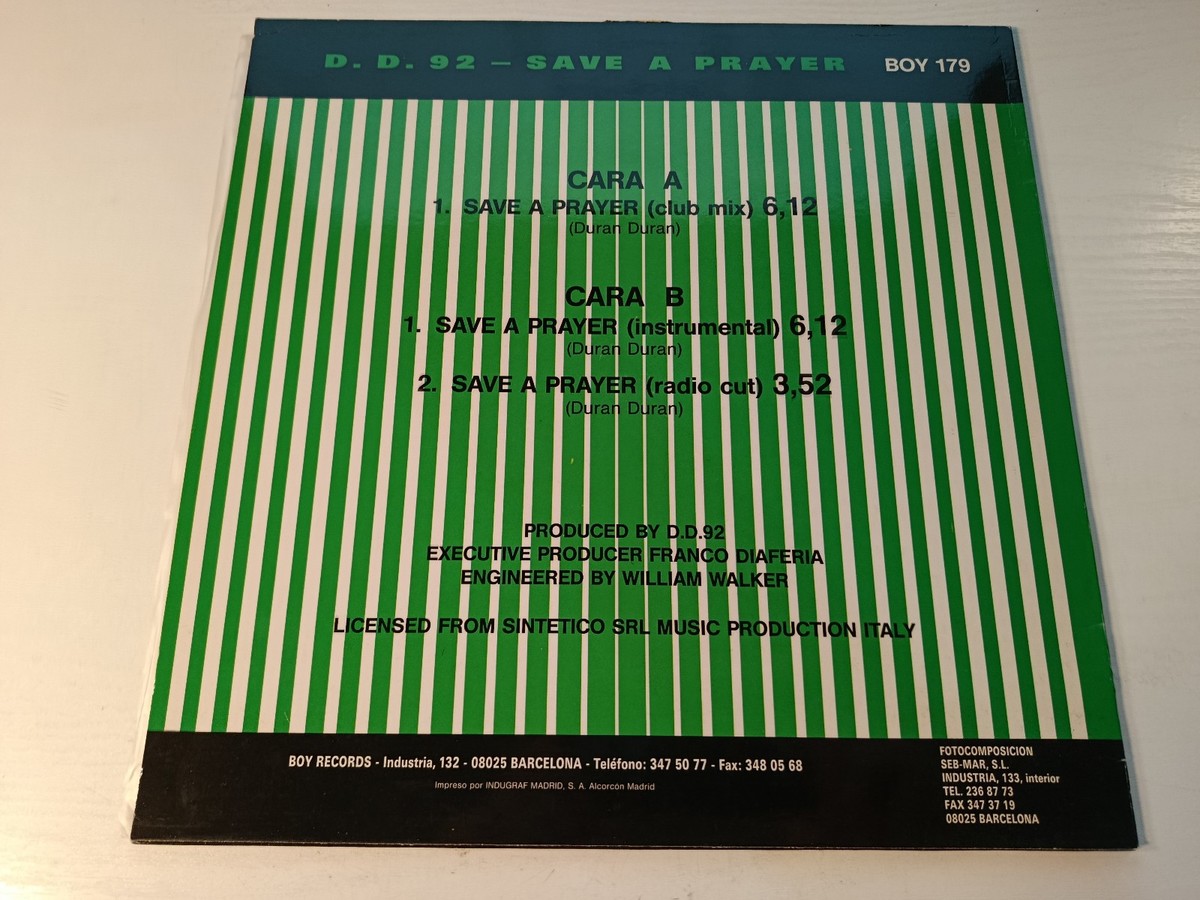 D. D. 92 – SAVE A PRAYER BOY 179
CARA A
1. SAVE A PRAYER (club mix) 6,12
(Duran Duran)
CARA B
1. SAVE A PRAYER (instrumental) 6,12
(Duran Duran)
2. SAVE A PRAYER (radio cut) 3,52
(Duran Duran)
PRODUCED BY D.D.92
EXECUTIVE PRODUCER FRANCO DIAFERIA
ENGINEERED BY WILLIAM WALKER
LICENSED FROM SINTETICO SRL MUSIC PRODUCTION ITALY
BOY RECORDS - Industria, 132 - 08025 BARCELONA - Teléfono: 347 50 77 - Fax: 348 05 68
Impreso por INDUGRAF MADRID, S. A. Alcorcón Madrid
FOTOCOMPOSICION
SEB-MAR, S.L.
INDUSTRIA, 133, interior
TEL. 236 87 73
FAX 347 37 19
08025 BARCELONA